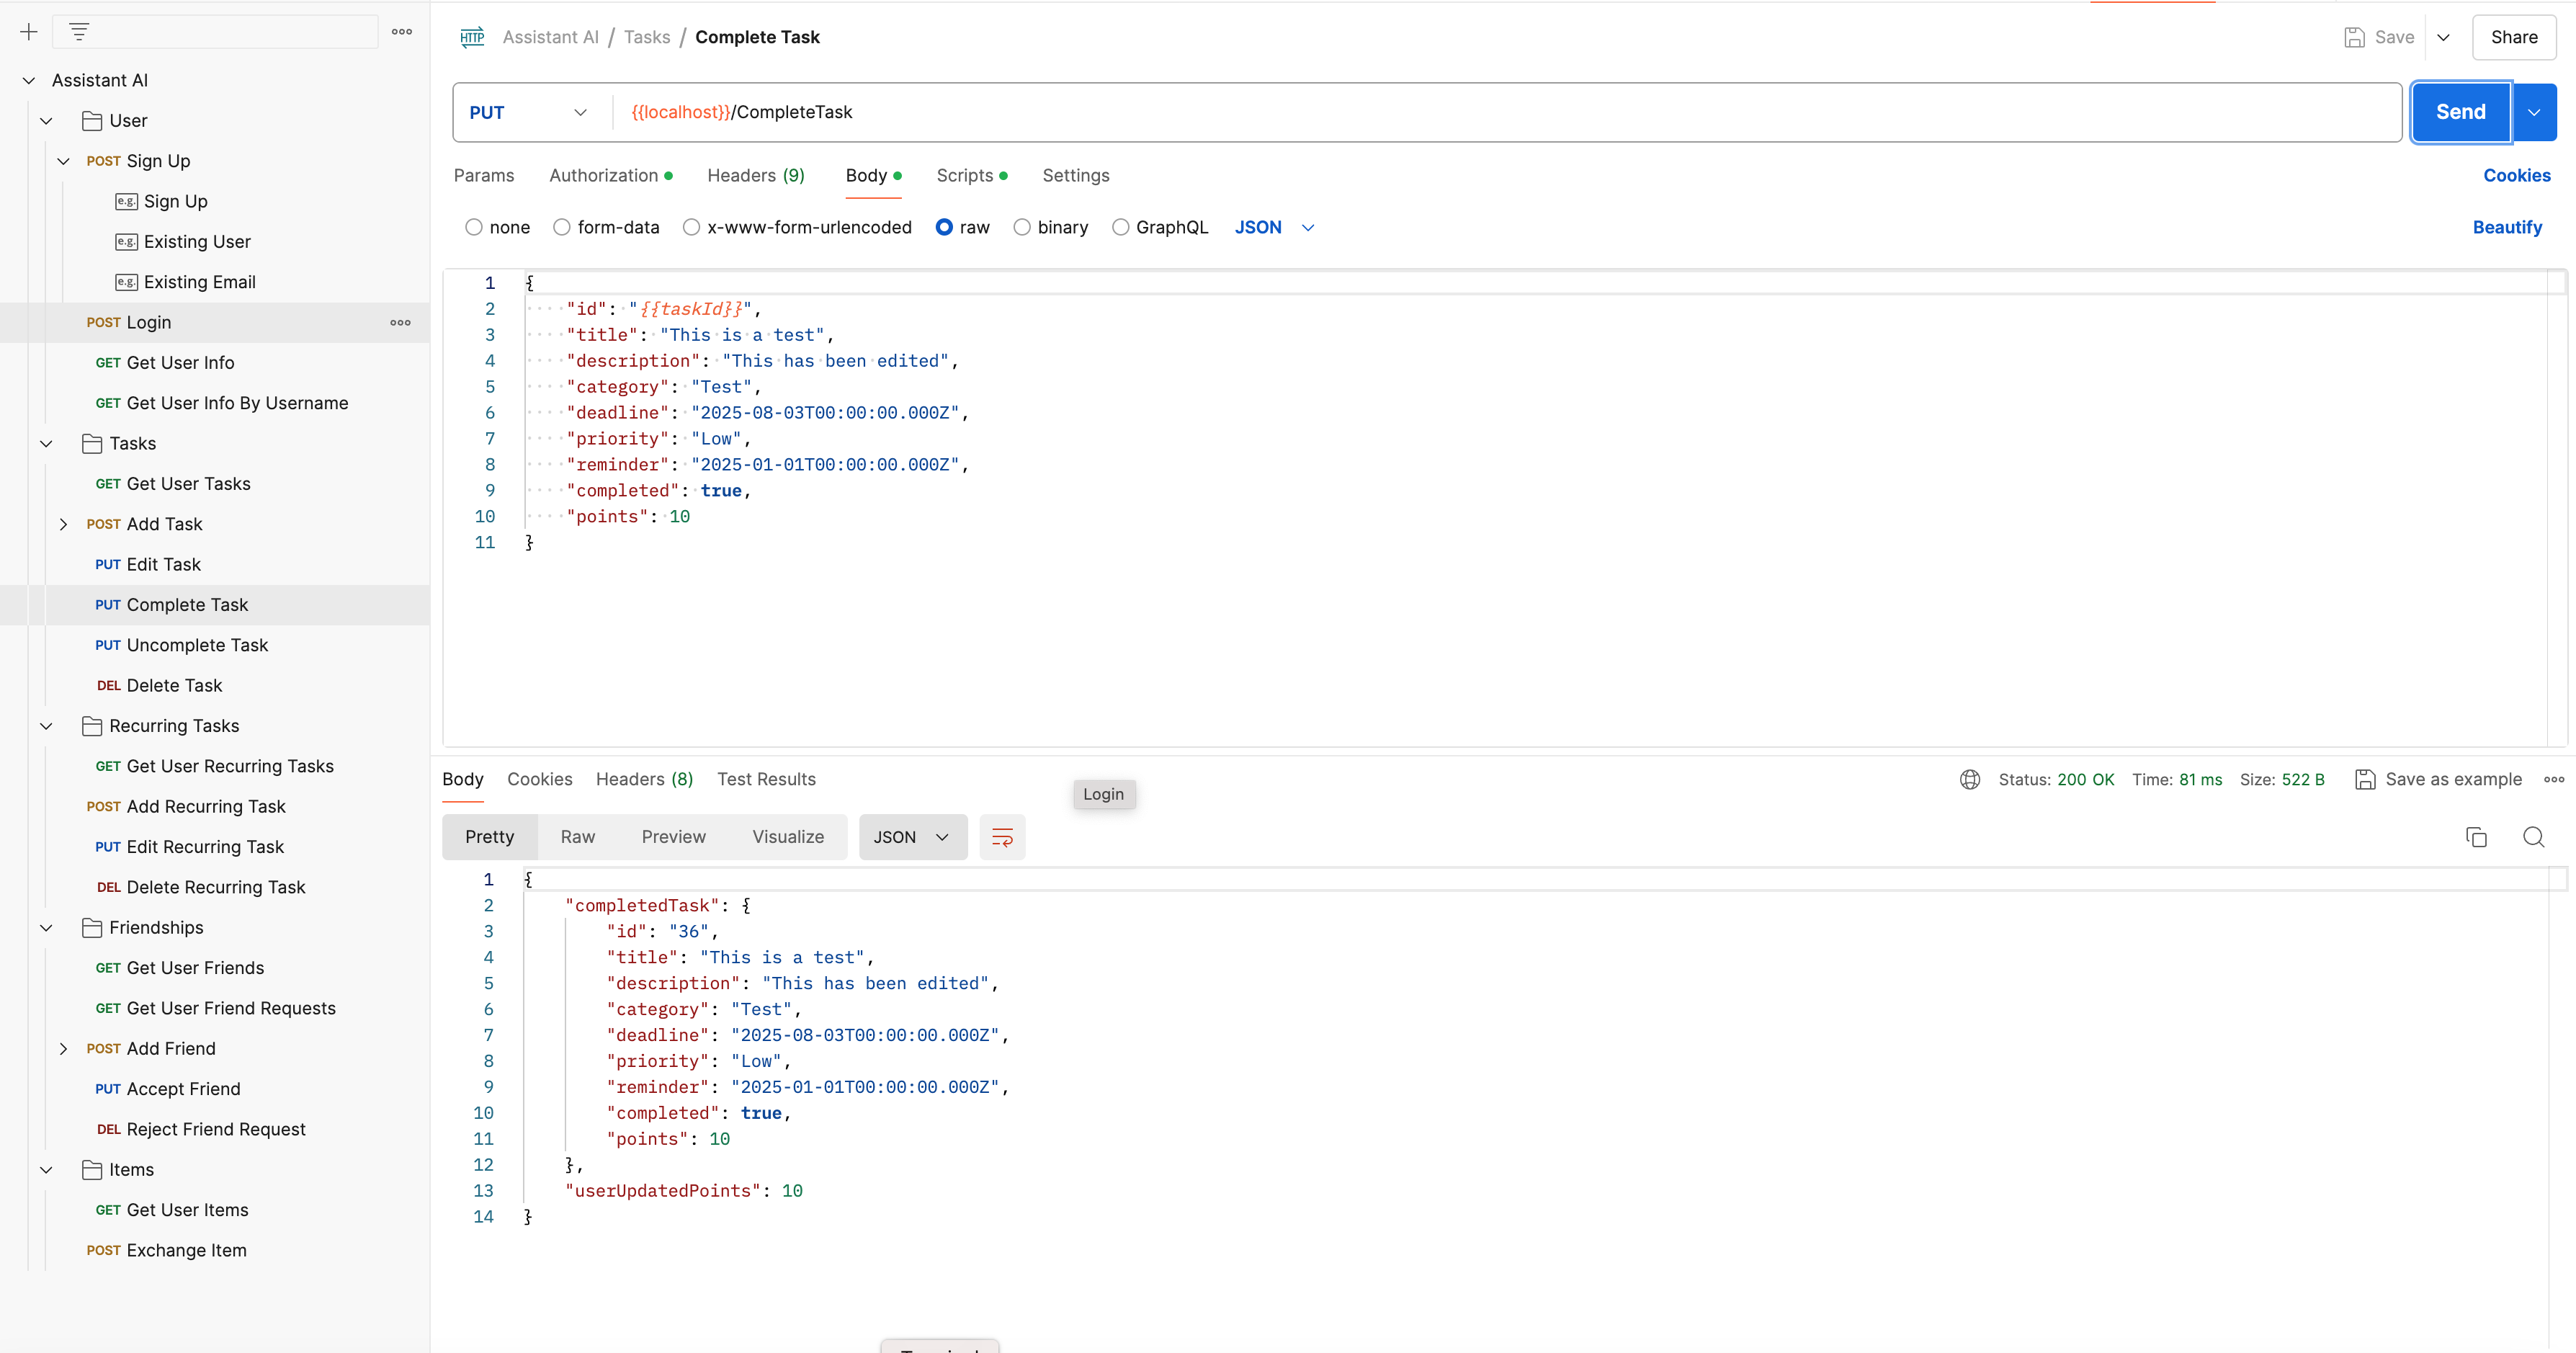 Assistant AI
User
POST Sign Up
e.g. Sign Up
e.g. Existing User
e.g. Existing Email
POST Login
GET Get User Info
GET Get User Info By Username
Tasks
GET Get User Tasks
POST Add Task
PUT Edit Task
PUT Complete Task
PUT Uncomplete Task
DEL Delete Task
Recurring Tasks
GET Get User Recurring Tasks
POST Add Recurring Task
PUT Edit Recurring Task
DEL Delete Recurring Task
Friendships
GET Get User Friends
GET Get User Friend Requests
POST Add Friend
PUT Accept Friend
DEL Reject Friend Request
Items
GET Get User Items
POST Exchange Item
HTTP Assistant AI / Tasks / Complete Task Save Share
PUT {{localhost}}/CompleteTask Send
Params Authorization Headers (9) Body Scripts Settings Cookies
none form-data x-www-form-urlencoded raw binary GraphQL JSON Beautify
1 {
2 "id": "{{taskId}}",
3 "title": "This is a test",
4 "description": "This has been edited",
5 "category": "Test",
6 "deadline": "2025-08-03T00:00:00.000Z",
7 "priority": "Low",
8 "reminder": "2025-01-01T00:00:00.000Z",
9 "completed": true,
10 "points": 10
11 }
Body Cookies Headers (8) Test Results Status: 200 OK Time: 81 ms Size: 522 B Save as example
Login
Pretty Raw Preview Visualize JSON
1 {
2 "completedTask": {
3 "id": "36",
4 "title": "This is a test",
5 "description": "This has been edited",
6 "category": "Test",
7 "deadline": "2025-08-03T00:00:00.000Z",
8 "priority": "Low",
9 "reminder": "2025-01-01T00:00:00.000Z",
10 "completed": true,
11 "points": 10
12 },
13 "userUpdatedPoints": 10
14 }